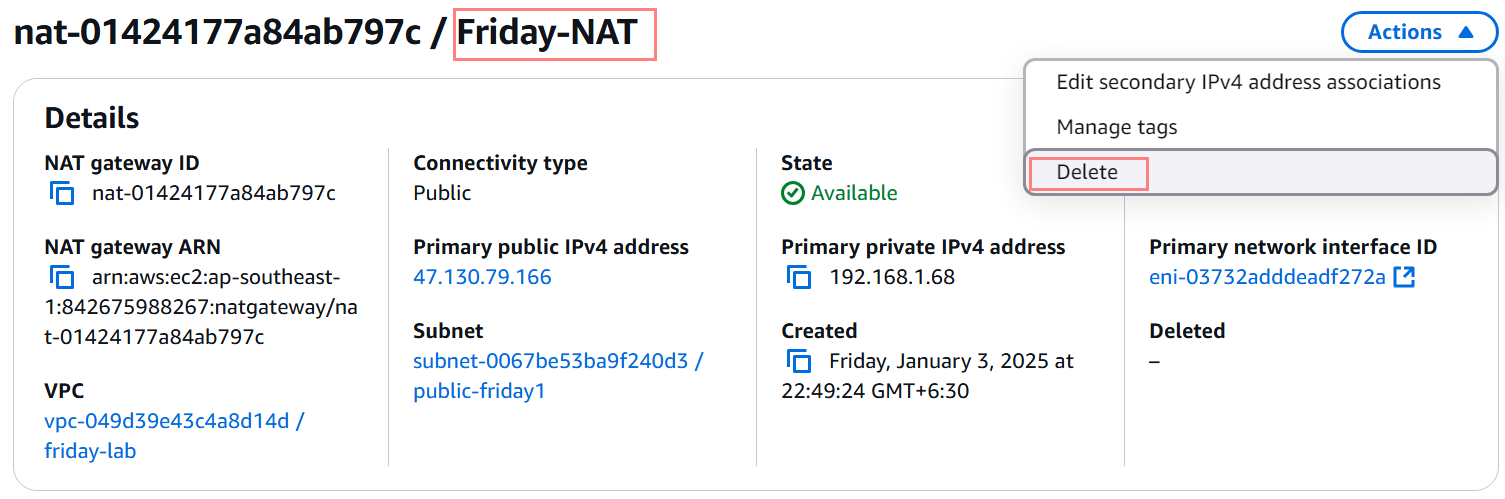 nat-01424177a84ab797c / Friday-NAT
Actions
Edit secondary IPv4 address associations
Manage tags
Delete
Details
NAT gateway ID
nat-01424177a84ab797c
NAT gateway ARN
arn:aws:ec2:ap-southeast-
1:842675988267:natgateway/na
t-01424177a84ab797c
VPC
vpc-049d39e43c4a8d14d /
friday-lab
Connectivity type
Public
Primary public IPv4 address
47.130.79.166
Subnet
subnet-0067be53ba9f240d3 /
public-friday1
State
Available
Primary private IPv4 address
192.168.1.68
Created
Friday, January 3, 2025 at
22:49:24 GMT+6:30
Primary network interface ID
eni-03732adddeadf272a
Deleted
–